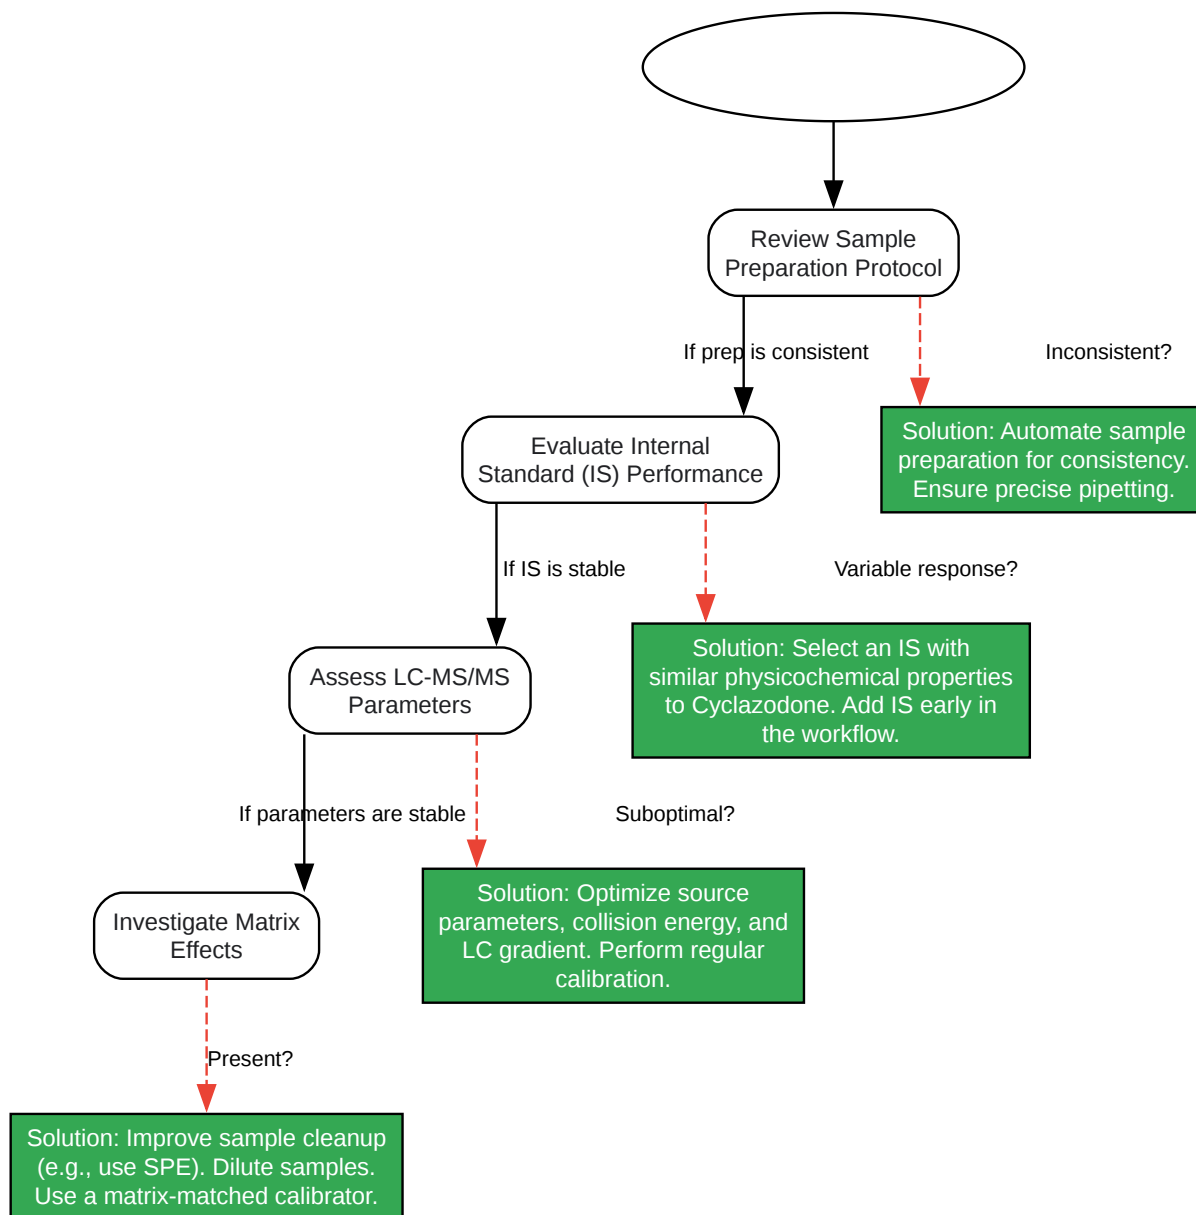 Review Sample
Preparation Protocol
If prep is consistent
Inconsistent?
Solution: Automate sample
preparation for consistency.
Ensure precise pipetting.
Evaluate Internal
Standard (IS) Performance
If IS is stable
Variable response?
Solution: Select an IS with
similar physicochemical properties
to Cyclazodone. Add IS early in
the workflow.
Assess LC-MS/MS
Parameters
If parameters are stable
Suboptimal?
Solution: Optimize source
parameters, collision energy, and
LC gradient. Perform regular
calibration.
Investigate Matrix
Effects
Present?
Solution: Improve sample cleanup
(e.g., use SPE). Dilute samples.
Use a matrix-matched calibrator.